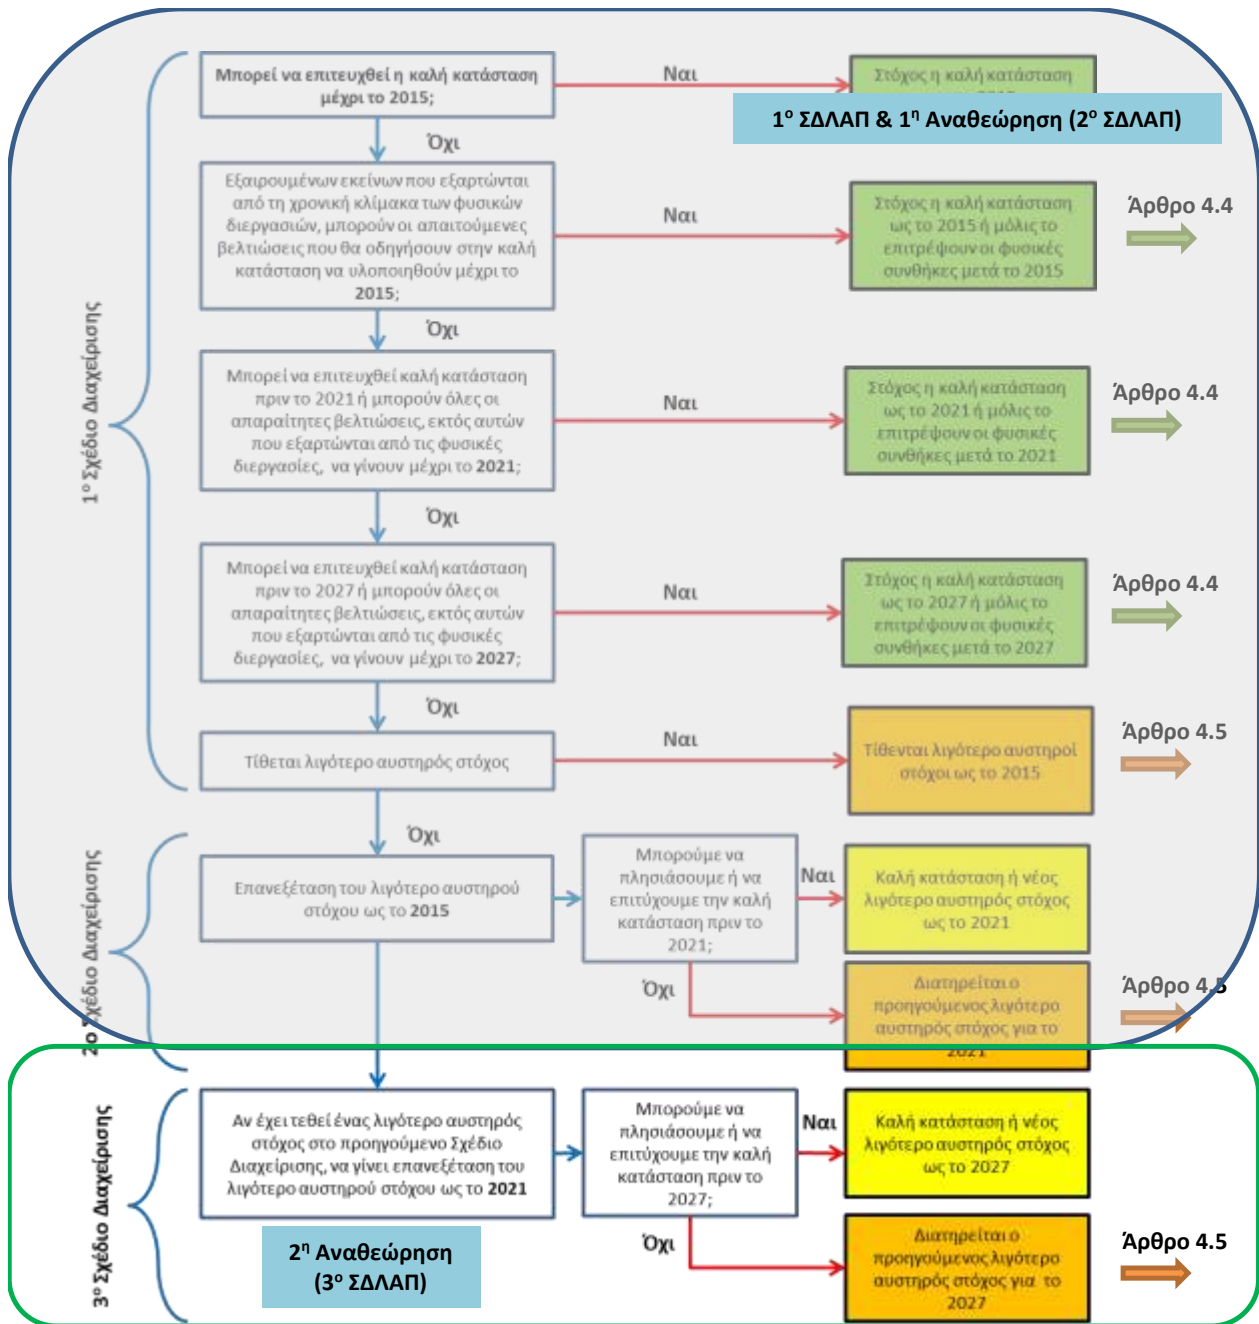 Μπορεί να επιτευχθεί η καλή κατάσταση
μέχρι το 2015;
Ναι
Στόχος η καλή κατάσταση
1ο ΣΔΛΑΠ & 1η Αναθεώρηση (2ο ΣΔΛΑΠ)
Όχι
Εξαιρουμένων εκείνων που εξαρτώνται
από τη χρονική κλίμακα των φυσικών
διεργασιών, μπορούν οι απαιτούμενες
βελτιώσεις που θα οδηγήσουν στην καλή
κατάσταση να υλοποιηθούν μέχρι το
2015;
Ναι
Στόχος η καλή κατάσταση
ως το 2015 ή μόλις το
επιτρέψουν οι φυσικές
συνθήκες μετά το 2015
Άρθρο 4.4
Όχι
1ο Σχέδιο Διαχείρισης
Μπορεί να επιτευχθεί καλή κατάσταση
πριν το 2021 ή μπορούν όλες οι
απαραίτητες βελτιώσεις, εκτός αυτών
που εξαρτώνται από τις φυσικές
διεργασίες, να γίνουν μέχρι το 2021;
Ναι
Στόχος η καλή κατάσταση
ως το 2021 ή μόλις το
επιτρέψουν οι φυσικές
συνθήκες μετά το 2021
Άρθρο 4.4
Όχι
Μπορεί να επιτευχθεί καλή κατάσταση
πριν το 2027 ή μπορούν όλες οι
απαραίτητες βελτιώσεις, εκτός αυτών
που εξαρτώνται από τις φυσικές
διεργασίες, να γίνουν μέχρι το 2027;
Ναι
Στόχος η καλή κατάσταση
ως το 2027 ή μόλις το
επιτρέψουν οι φυσικές
συνθήκες μετά το 2027
Άρθρο 4.4
Όχι
Τίθεται λιγότερο αυστηρός στόχος
Ναι
Τίθενται λιγότερο αυστηροί
στόχοι ως το 2015
Άρθρο 4.5
Όχι
2ο Σχέδιο Διαχείρισης
Επανεξέταση του λιγότερο αυστηρού
στόχου ως το 2015
Μπορούμε να
πλησιάσουμε ή να
επιτύχουμε την καλή
κατάσταση πριν το
2021;
Ναι
Καλή κατάσταση ή νέος
λιγότερο αυστηρός στόχος
ως το 2021
Όχι
Διατηρείται ο
προηγούμενος λιγότερο
αυστηρός στόχος για το
2021
Άρθρο 4.5
3ο Σχέδιο Διαχείρισης
Αν έχει τεθεί ένας λιγότερο αυστηρός
στόχος στο προηγούμενο Σχέδιο
Διαχείρισης, να γίνει επανεξέταση του
λιγότερο αυστηρού στόχου ως το 2021
Μπορούμε να
πλησιάσουμε ή να
επιτύχουμε την καλή
κατάσταση πριν το
2027;
Ναι
Καλή κατάσταση ή νέος
λιγότερο αυστηρός στόχος
ως το 2027
2η Αναθεώρηση
(3ο ΣΔΛΑΠ)
Όχι
Διατηρείται ο
προηγούμενος λιγότερο
αυστηρός στόχος για το
2027
Άρθρο 4.5